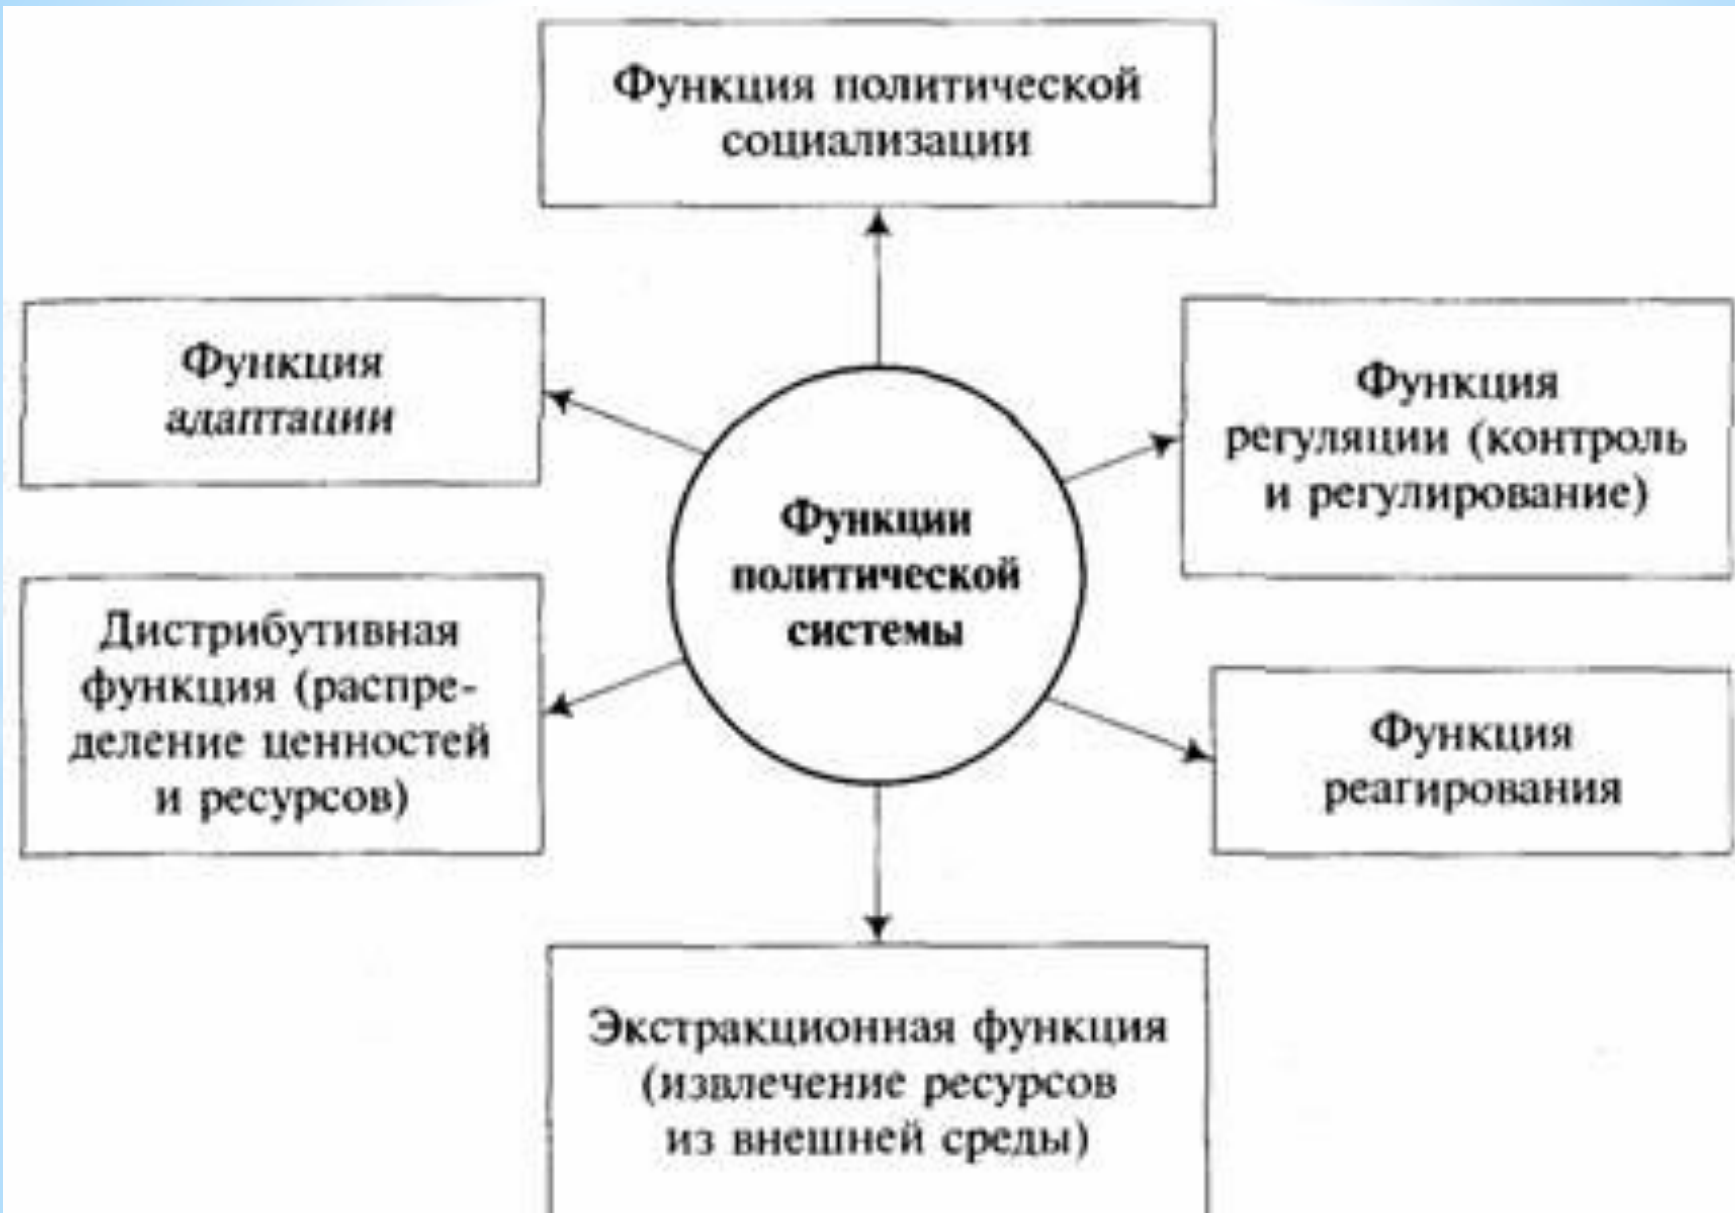 Функция политической
социализации
Функция
адаптации
Функция
регуляции (контроль
и регулирование)
Функции
политической
системы
Дистрибутивная
функция (распре-
деление ценностей
и ресурсов)
Функция
реагирования
Экстракционная функция
(извлечение ресурсов
из внешней среды)